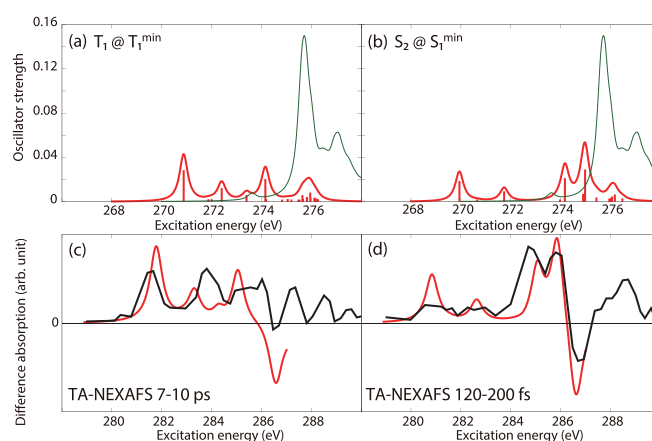 0.16
0.12
0.08
0.04
0
Oscillator strength
(a) T₁ @ T₁ᵐⁱⁿ
268 270 272 274 276
Excitation energy (eV)
(b) S₂ @ S₁ᵐⁱⁿ
268 270 272 274 276
Excitation energy (eV)
Difference absorption (arb. unit)
0
(c)
TA-NEXAFS 7-10 ps
280 282 284 286 288
Excitation energy (eV)
(d)
TA-NEXAFS 120-200 fs
280 282 284 286 288
Excitation energy (eV)